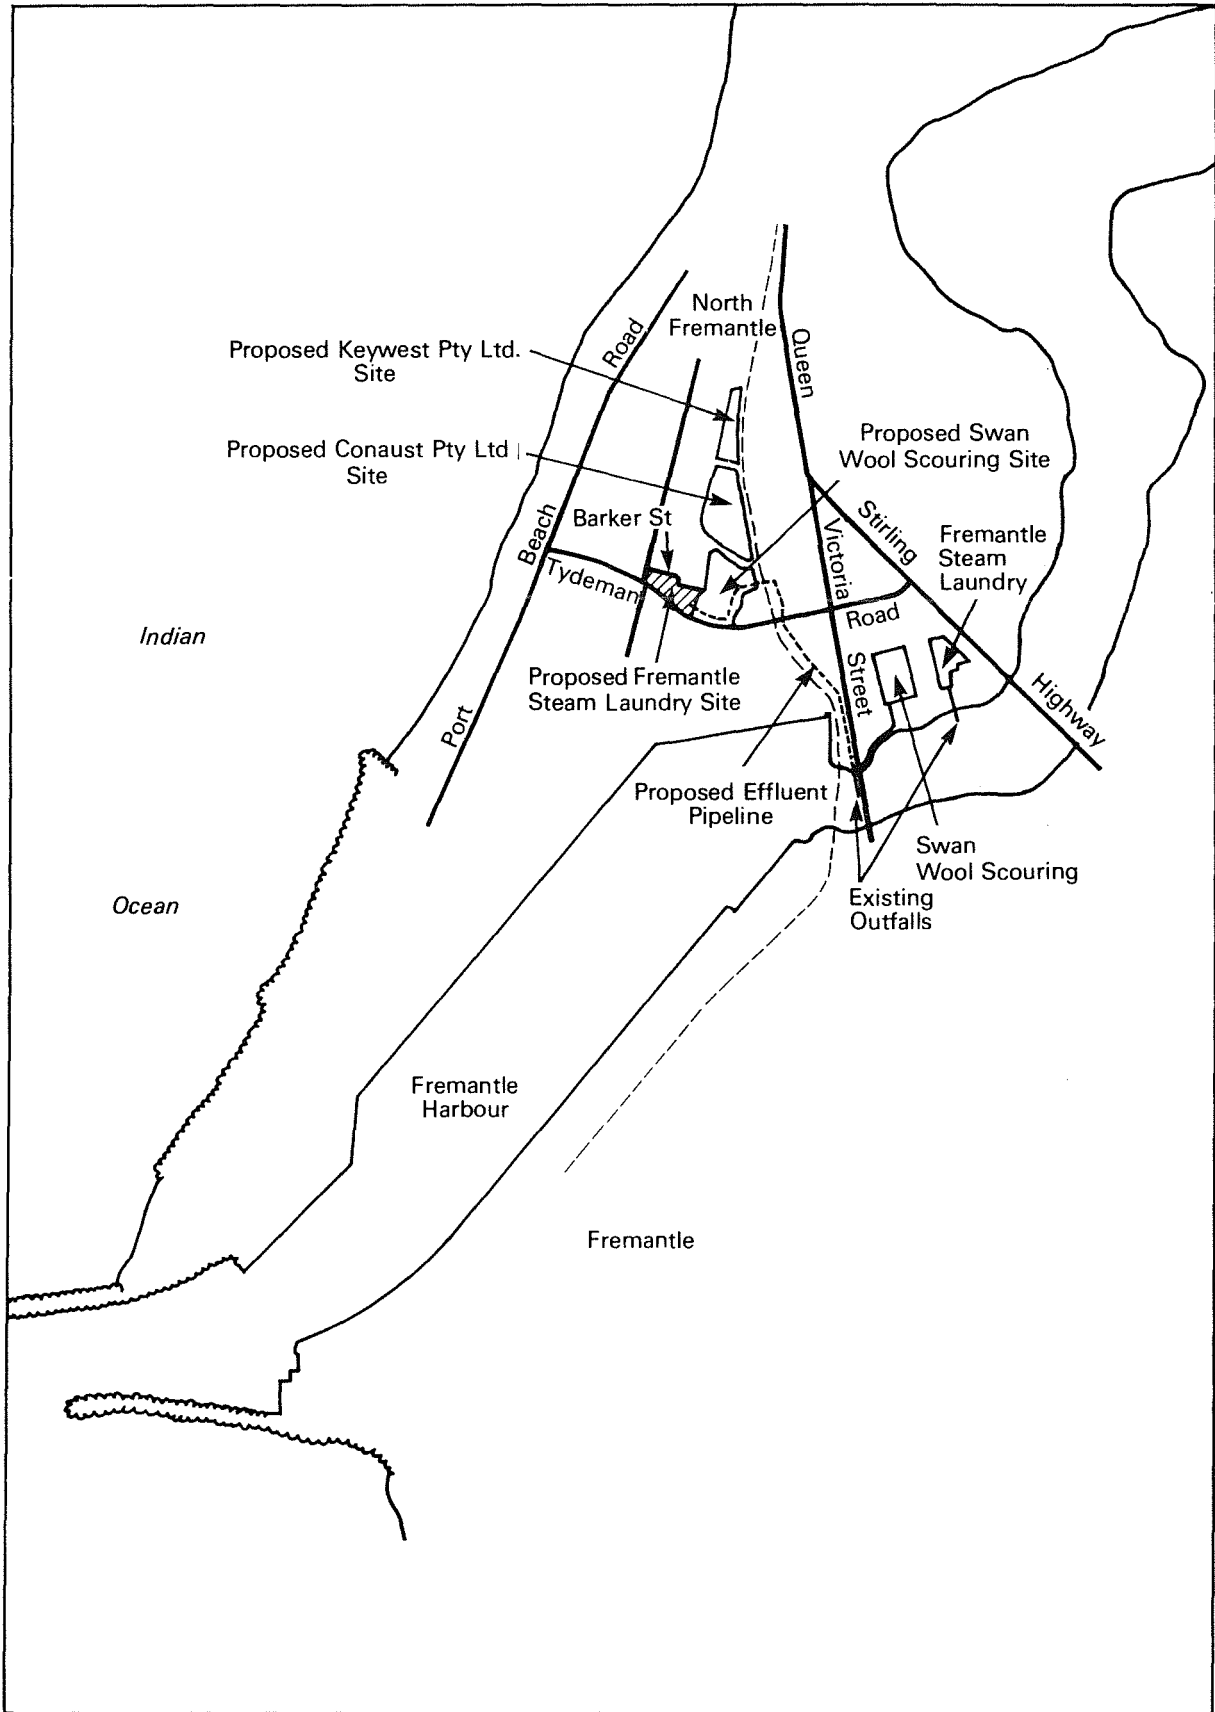 North
Fremantle
Proposed Keywest Pty Ltd.
Site
Road
Queen
Proposed Conaust Pty Ltd
Site
Proposed Swan
Wool Scouring Site
Stirling
Barker St
Beach
Victoria
Fremantle
Steam
Laundry
Tydeman
Road
Indian
Street
Proposed Fremantle
Steam Laundry Site
Highway
Port
Proposed Effluent
Pipeline
Swan
Wool Scouring
Existing
Outfalls
Ocean
Fremantle
Harbour
Fremantle